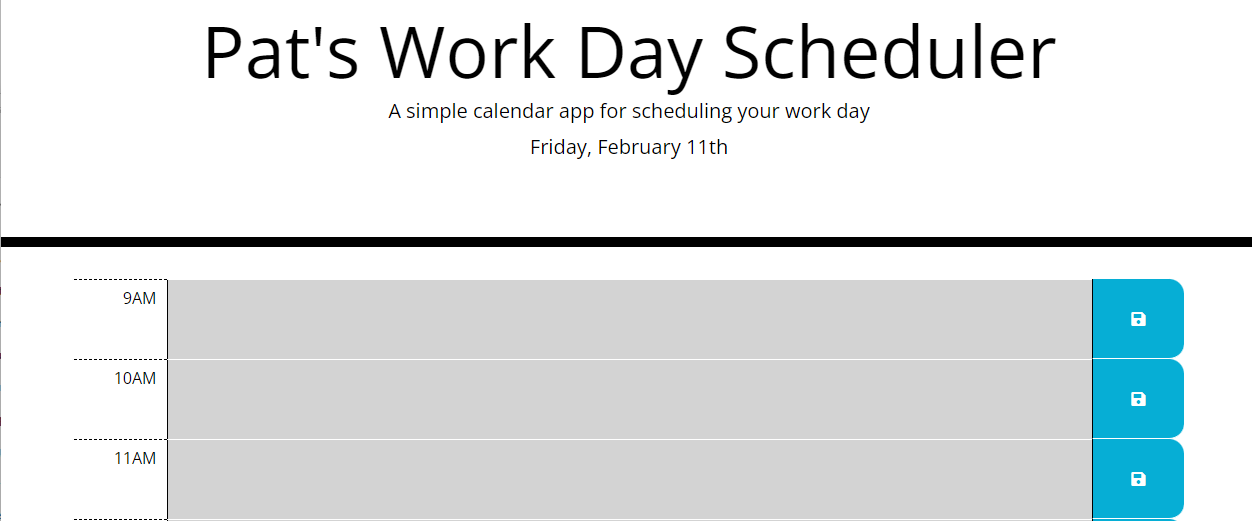 Pat's Work Day Scheduler
A simple calendar app for scheduling your work day
Friday, February 11th
9AM
10AM
11AM